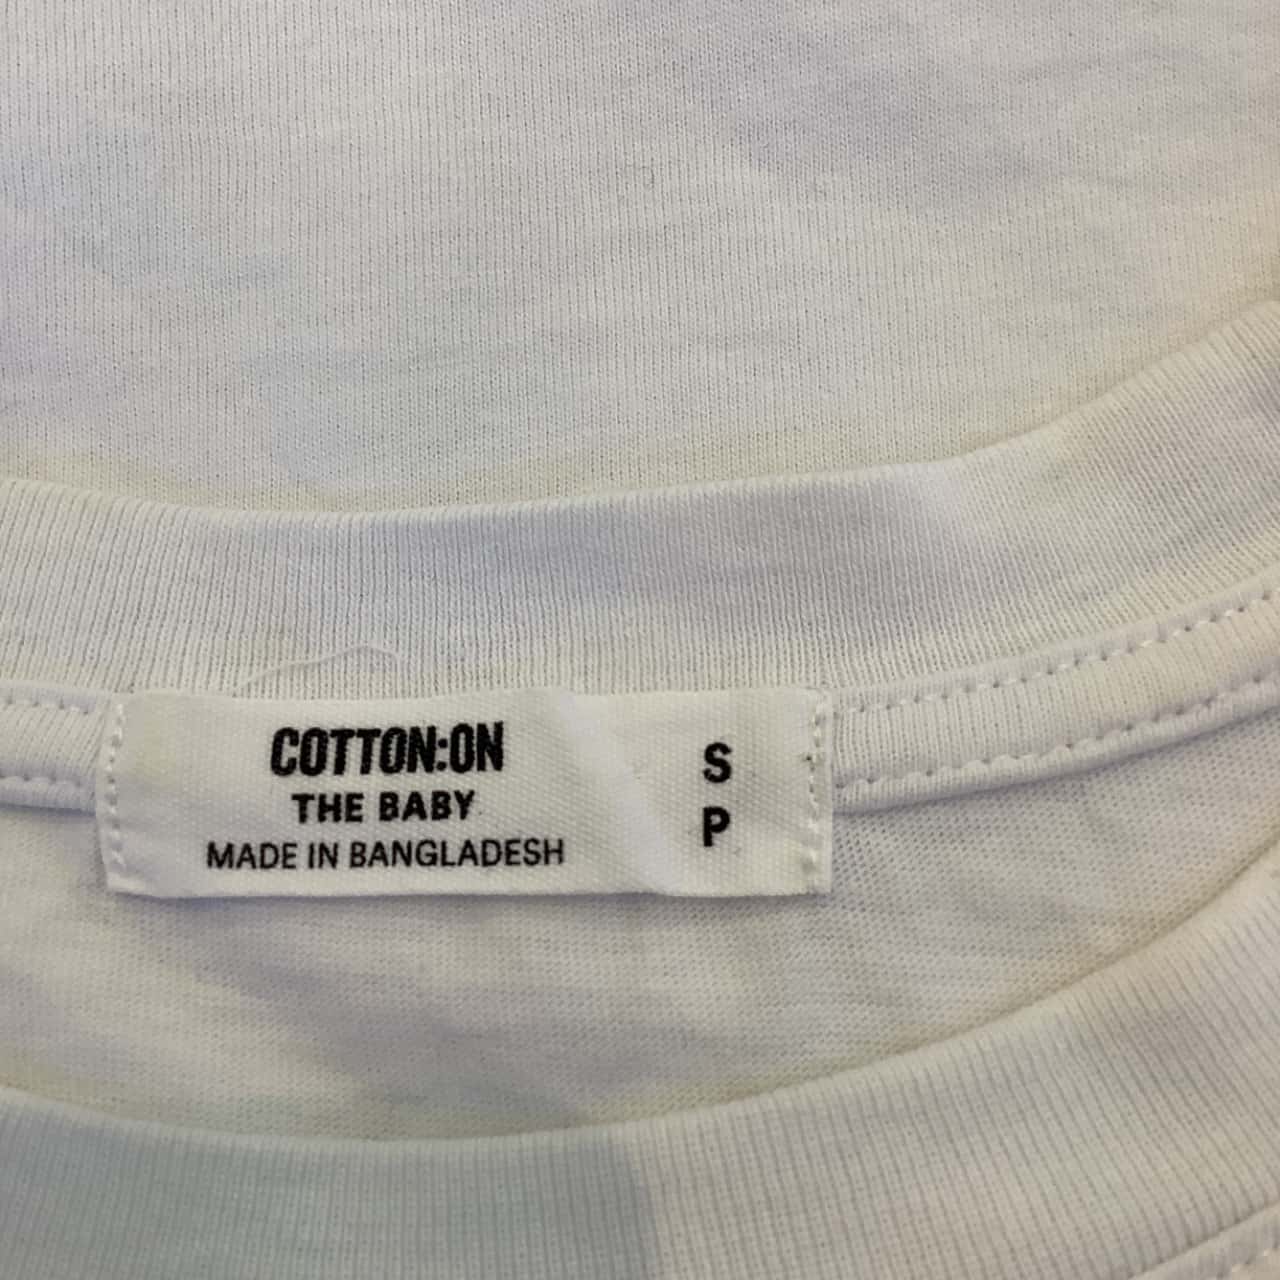 COTTON:ON
THE BABY
MADE IN BANGLADESH
S
P